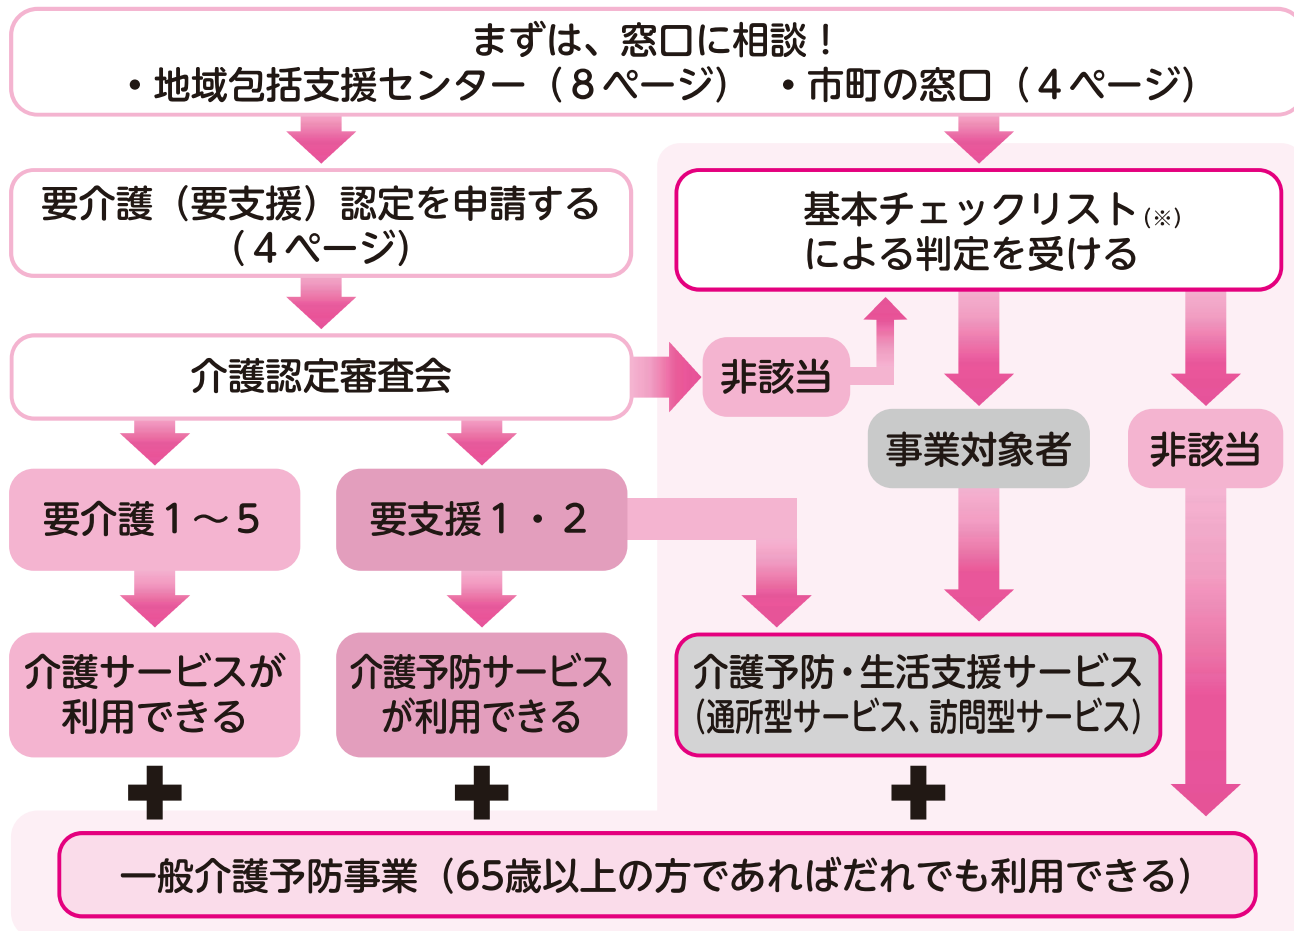 まずは、窓口に相談！
・地域包括支援センター（８ページ）　・市町の窓口（４ページ）
要介護（要支援）認定を申請する
（４ページ）
基本チェックリスト（※）
による判定を受ける
介護認定審査会
非該当
事業対象者
非該当
要介護１～５
要支援１・２
介護サービスが
利用できる
介護予防サービス
が利用できる
介護予防・生活支援サービス
（通所型サービス、訪問型サービス）
一般介護予防事業（65歳以上の方であればだれでも利用できる）